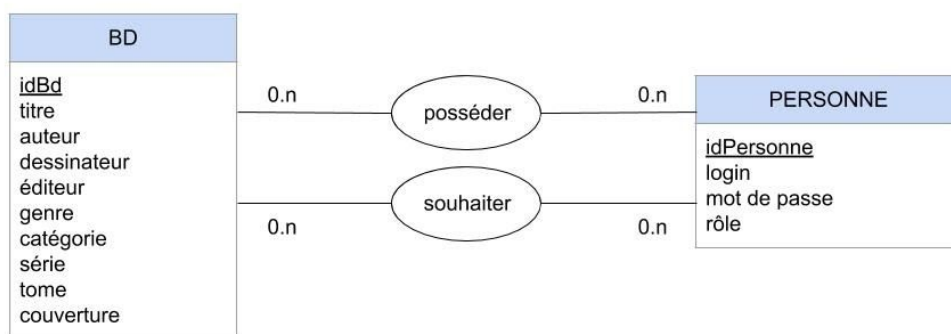 BD
idBd
titre
auteur
dessinateur
éditeur
genre
catégorie
série
tome
couverture
0.n
posséder
0.n
0.n
souhaiter
0.n
PERSONNE
idPersonne
login
mot de passe
rôle